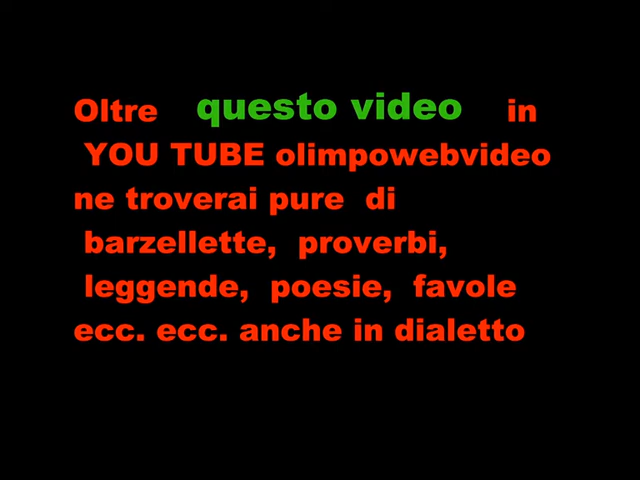 Oltre questo video in
YOU TUBE olimpowebvideo
ne troverai pure di
barzellette, proverbi,
leggende, poesie, favole
ecc. ecc. anche in dialetto